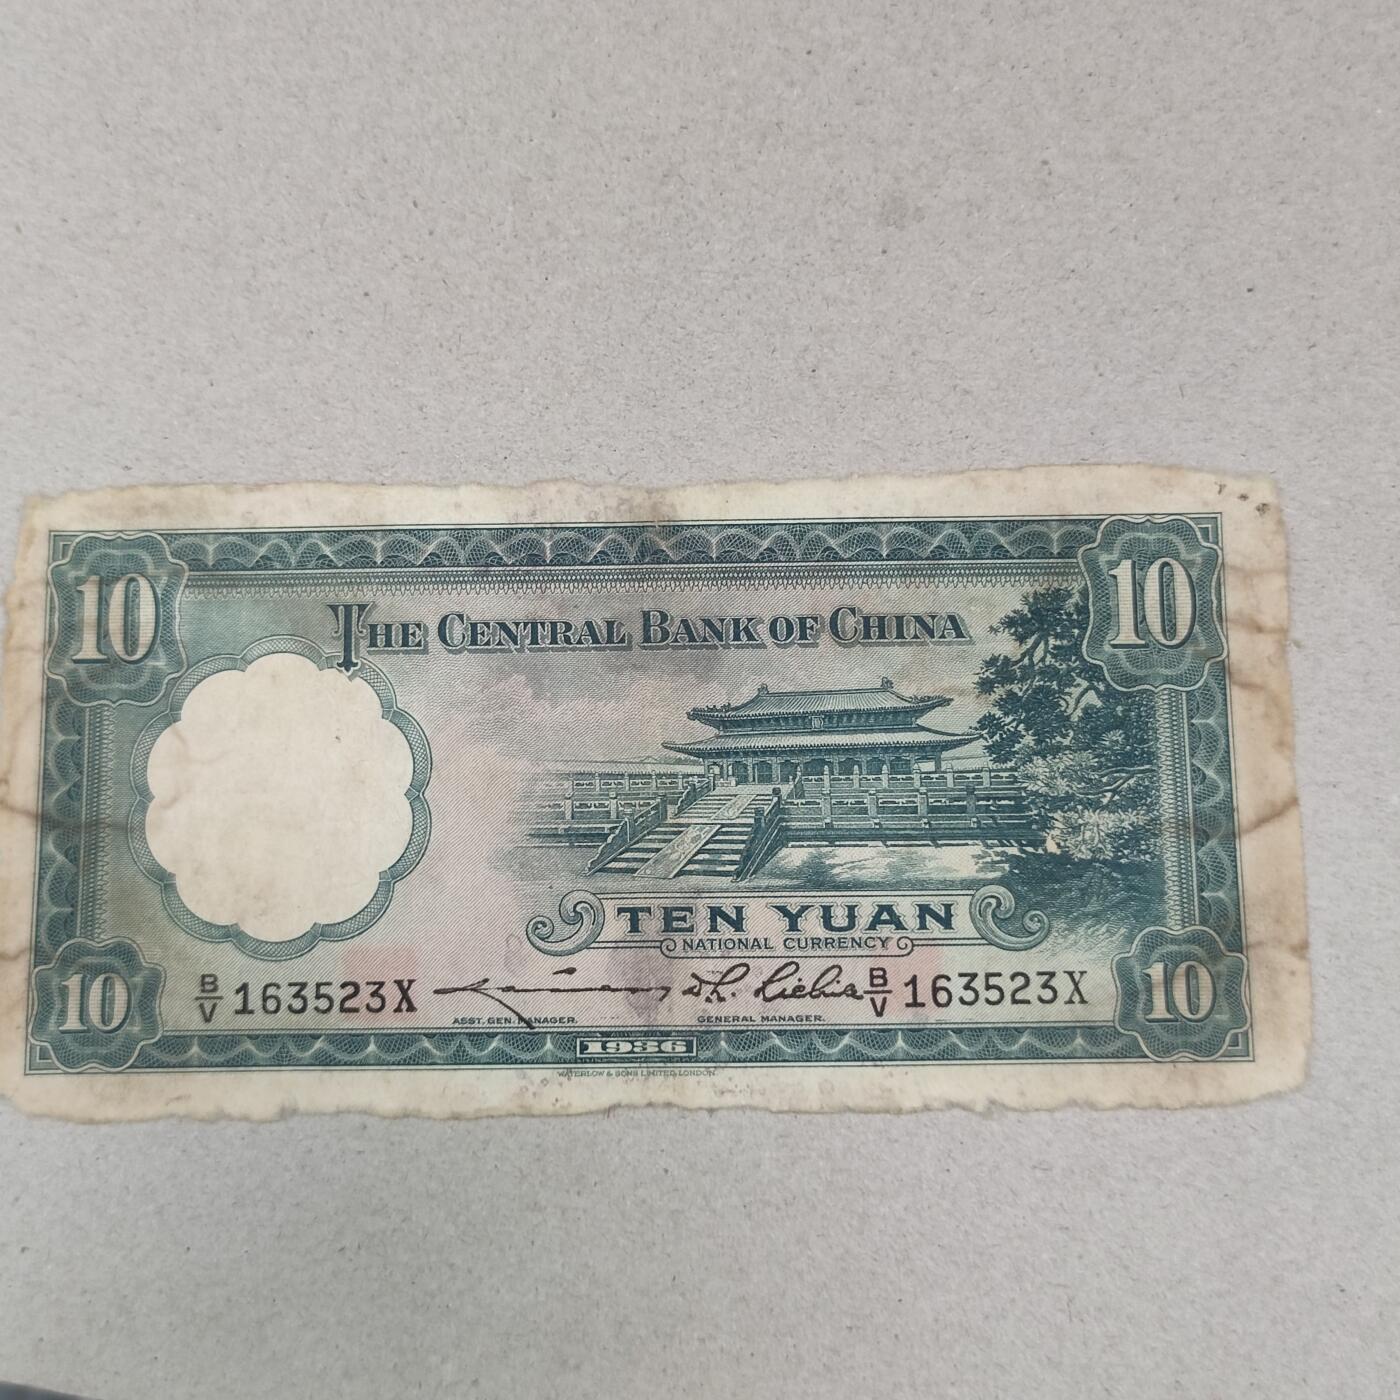 10 10
THE CENTRAL BANK OF CHINA
TEN YUAN
NATIONAL CURRENCY
B/V 163523X B/V 163523X
ASST. GEN. MANAGER. GENERAL MANAGER.
10 10
1936
WATERLOW & SONS LIMITED, LONDON.